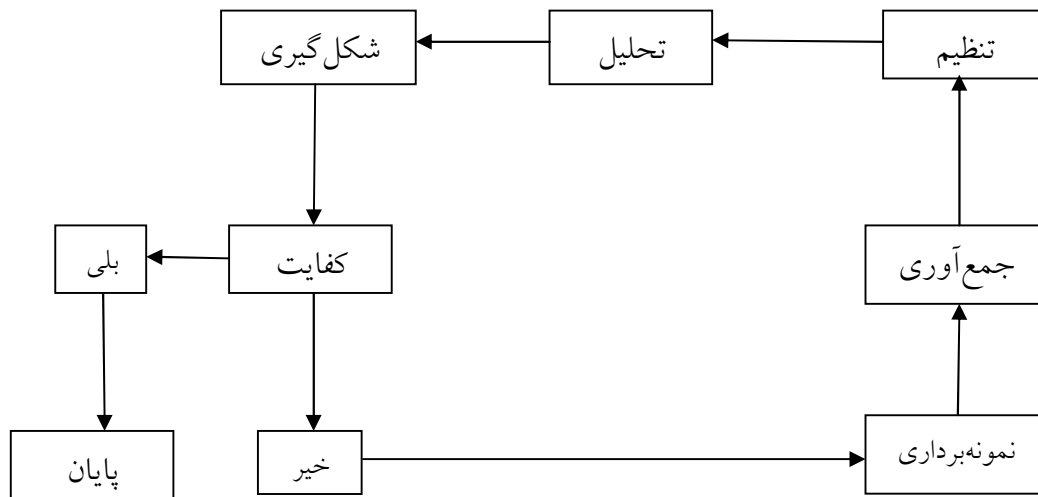 تنظیم
تحلیل
شکل‌گیری
جمع‌آوری
کفایت
بلی
نمونه‌برداری
خیر
پایان